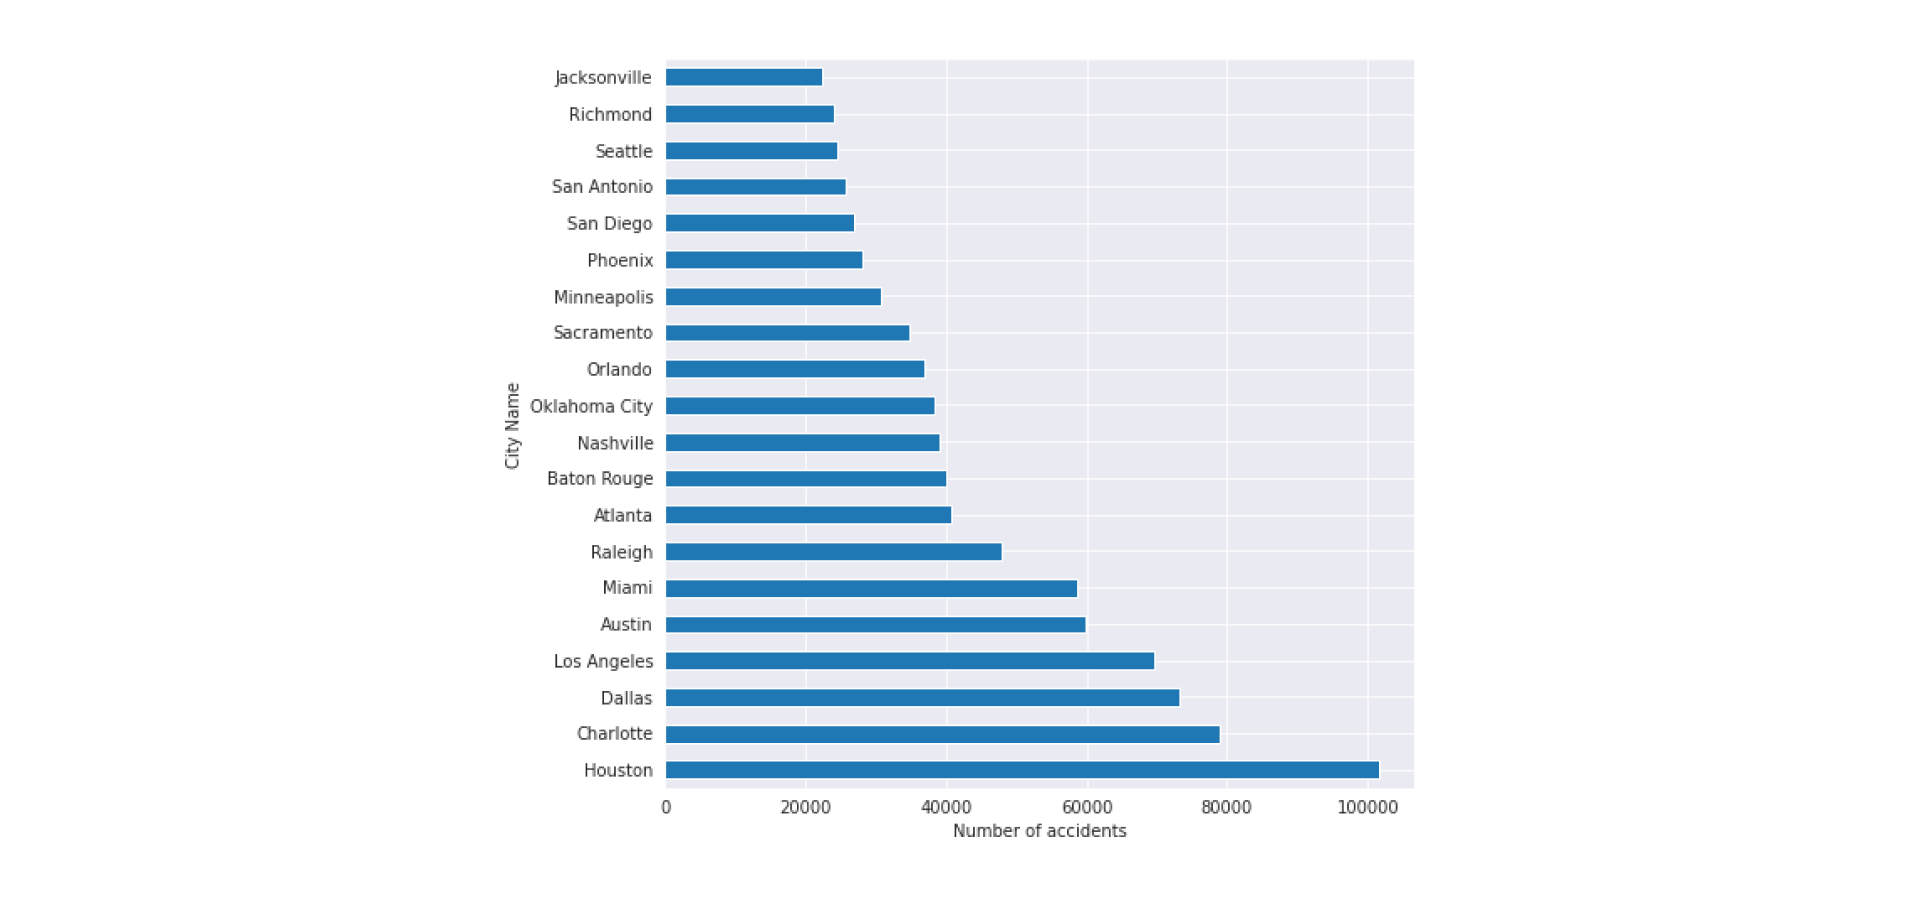 Jacksonville
Richmond
Seattle
San Antonio
San Diego
Phoenix
Minneapolis
Sacramento
Orlando
Oklahoma City
Nashville
Baton Rouge
Atlanta
Raleigh
Miami
Austin
Los Angeles
Dallas
Charlotte
Houston
City Name
0 20000 40000 60000 80000 100000
Number of accidents